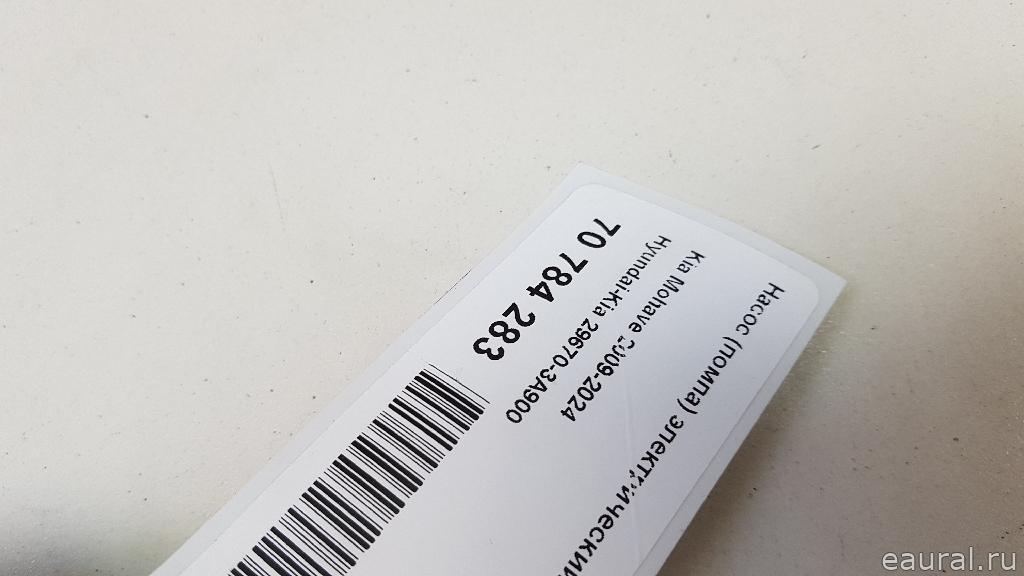 Насос (помпа) электрический
Kia Mohave 2009-2024
Hyundai-Kia 29670-3A900
70 784 283
eaural.ru